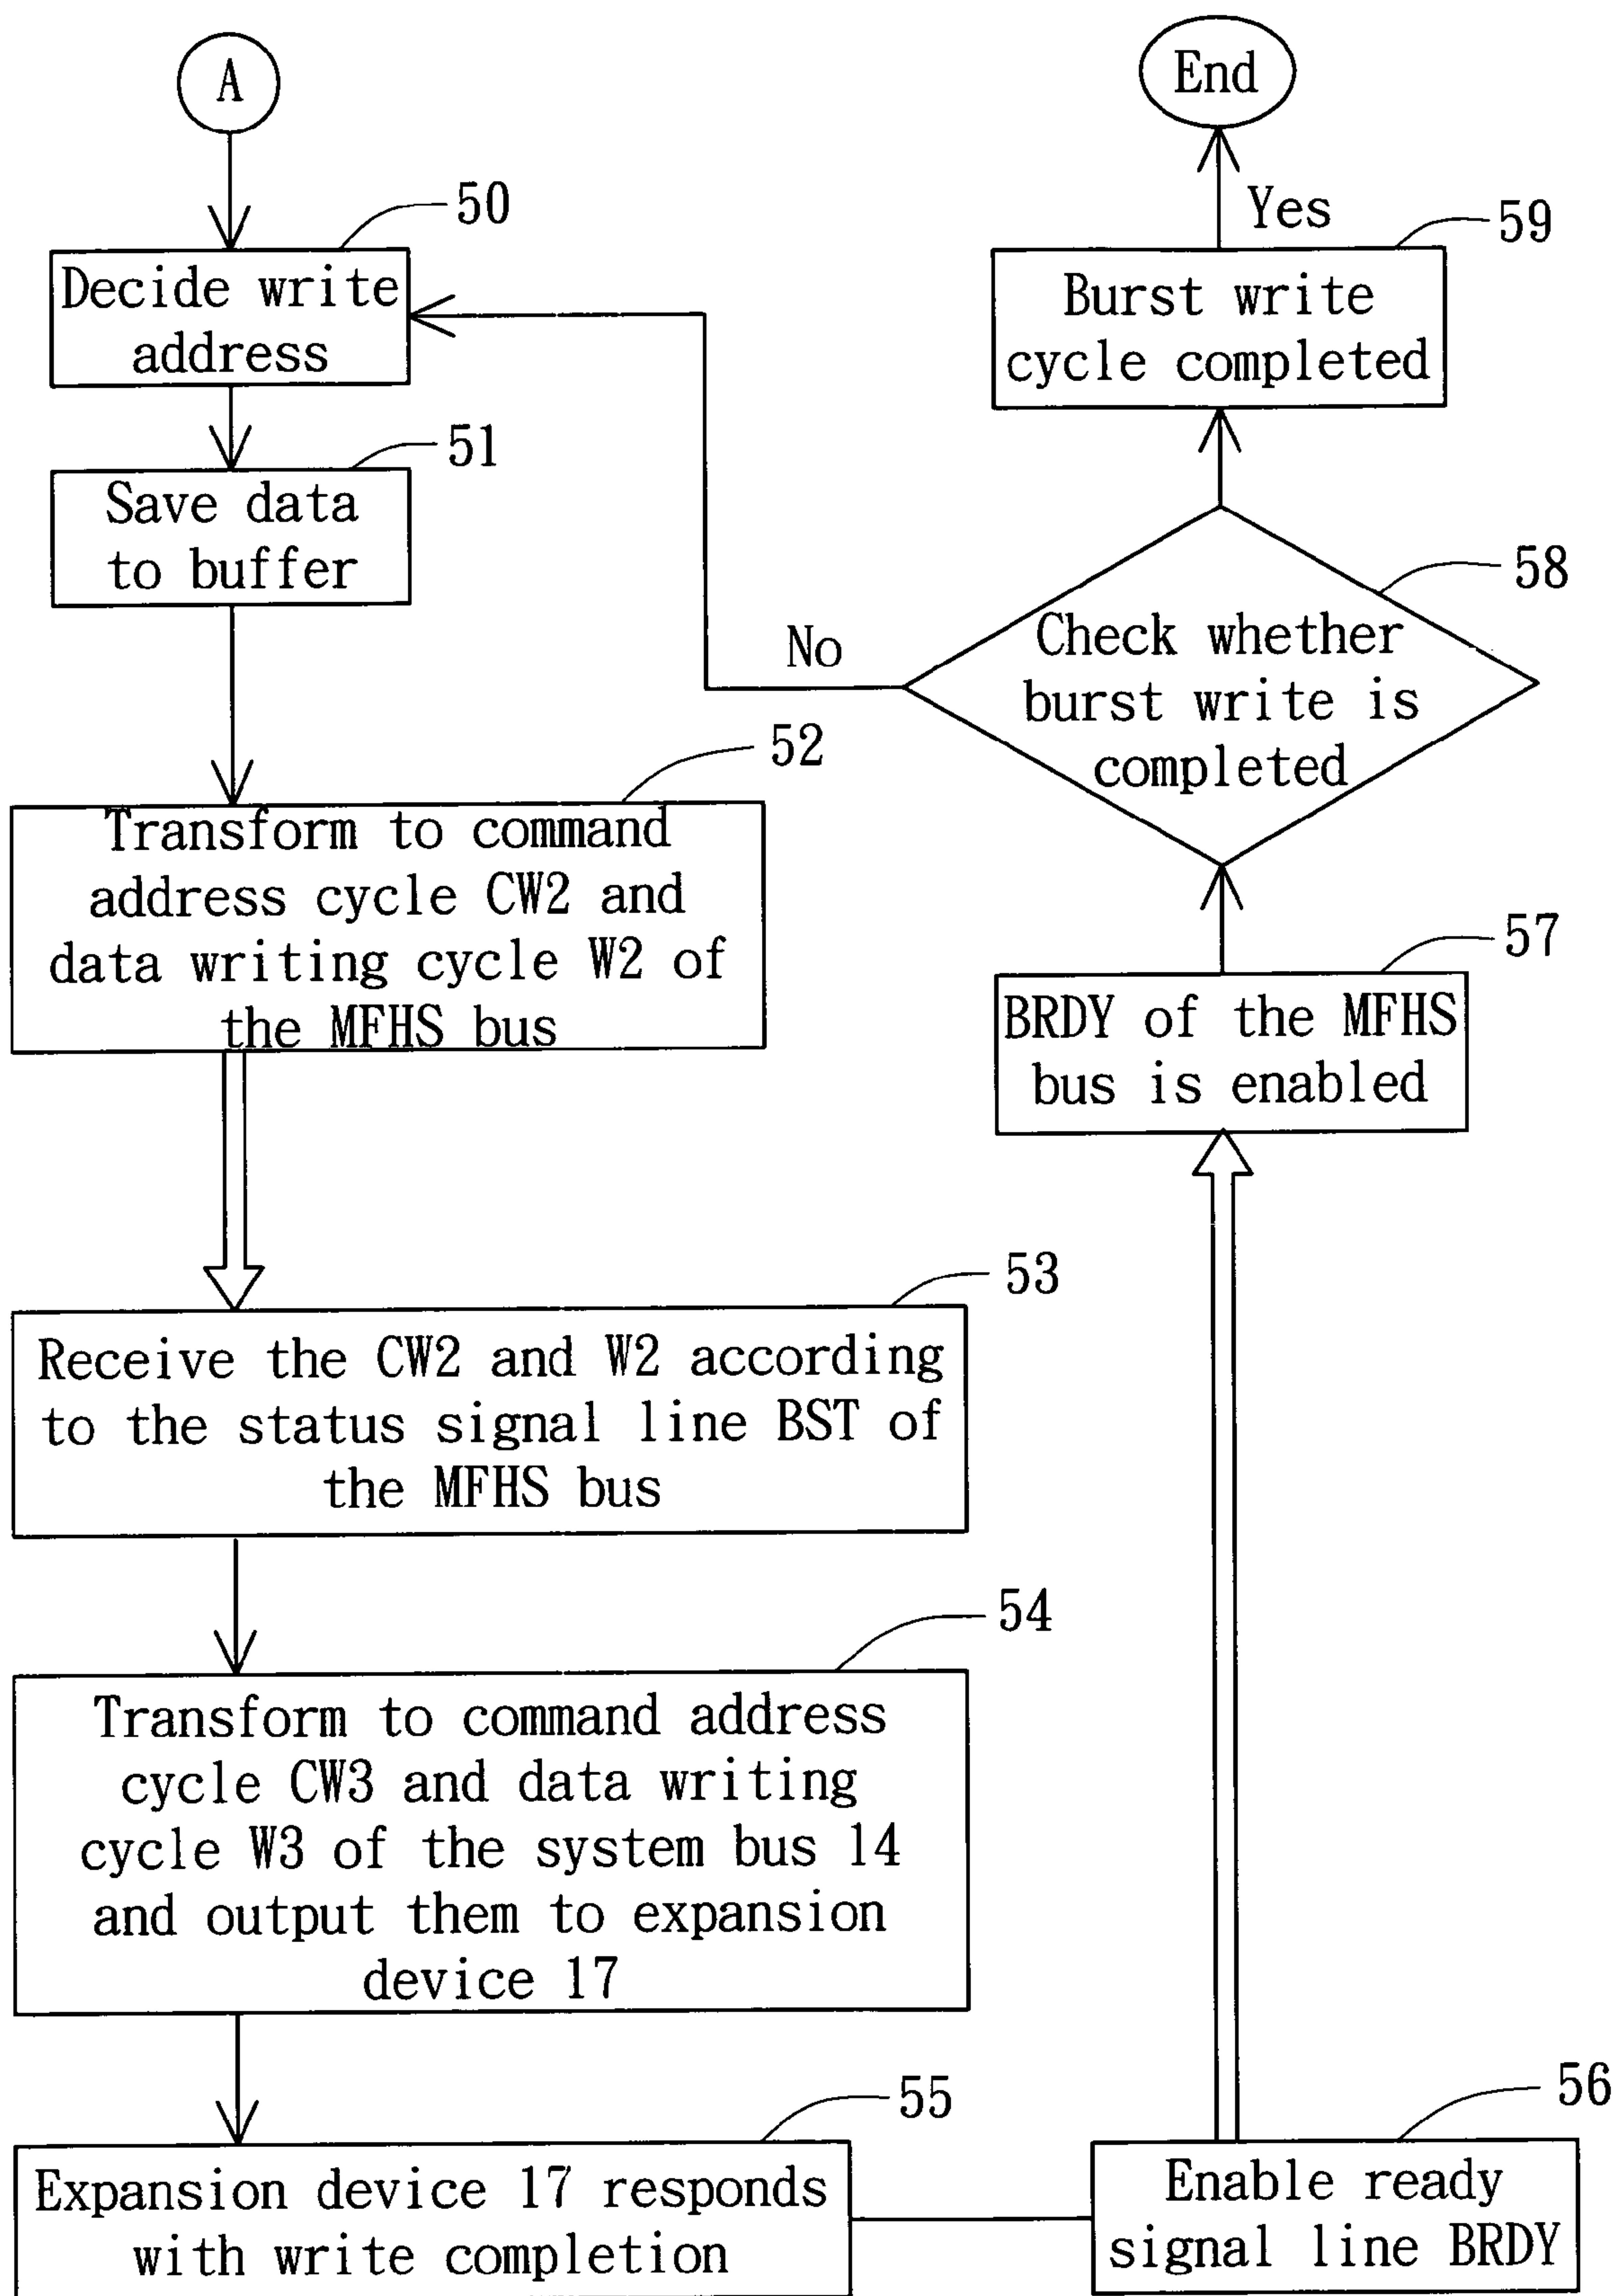 A
50
Decide write
address
51
Save data
to buffer
52
Transform to command
address cycle CW2 and
data writing cycle W2 of
the MFHS bus
53
Receive the CW2 and W2 according
to the status signal line BST of
the MFHS bus
54
Transform to command address
cycle CW3 and data writing
cycle W3 of the system bus 14
and output them to expansion
device 17
55
Expansion device 17 responds
with write completion
56
Enable ready
signal line BRDY
57
BRDY of the MFHS
bus is enabled
58
Check whether
burst write is
completed
No
59
Burst write
cycle completed
Yes
End